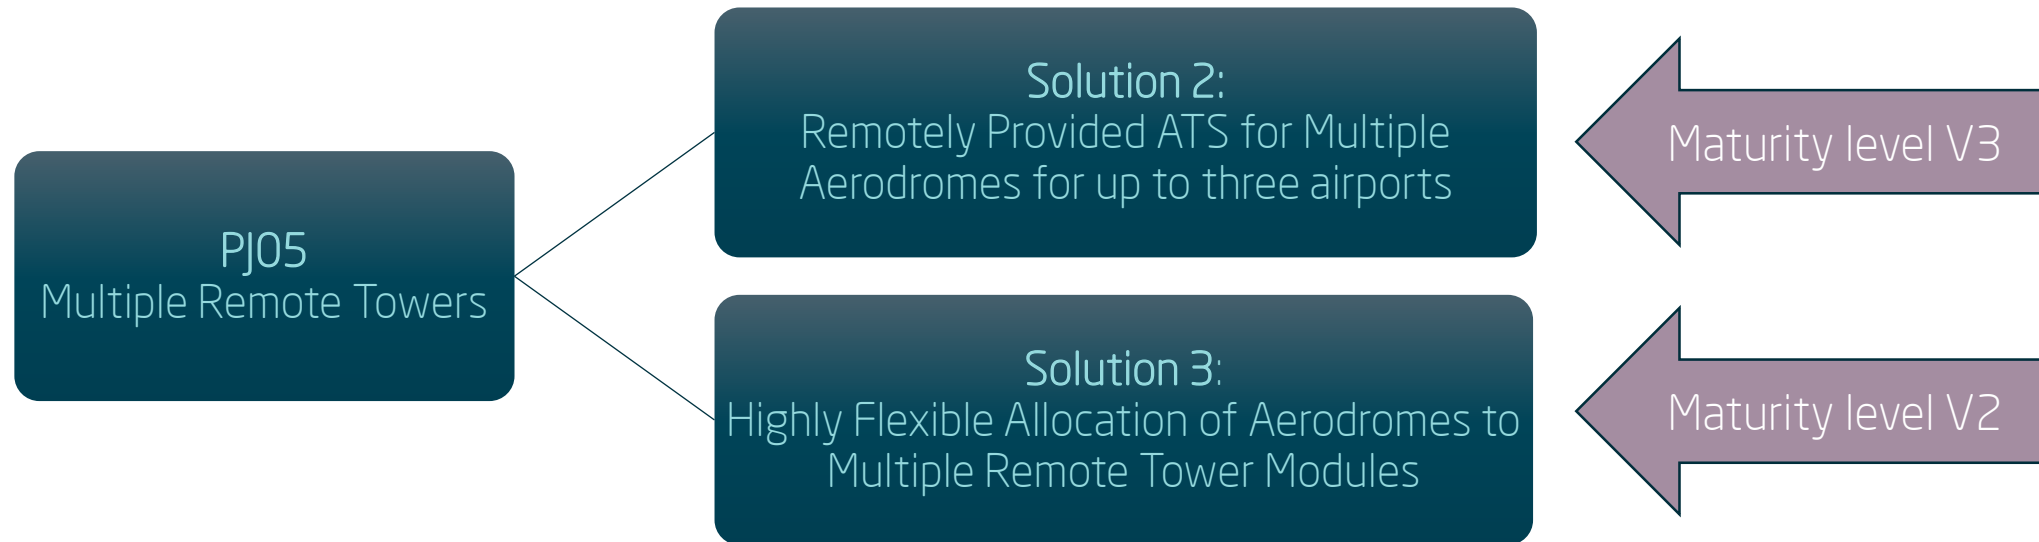 PJ05
Multiple Remote Towers
Solution 2:
Remotely Provided ATS for Multiple
Aerodromes for up to three airports
Maturity level V3
Solution 3:
Highly Flexible Allocation of Aerodromes to
Multiple Remote Tower Modules
Maturity level V2